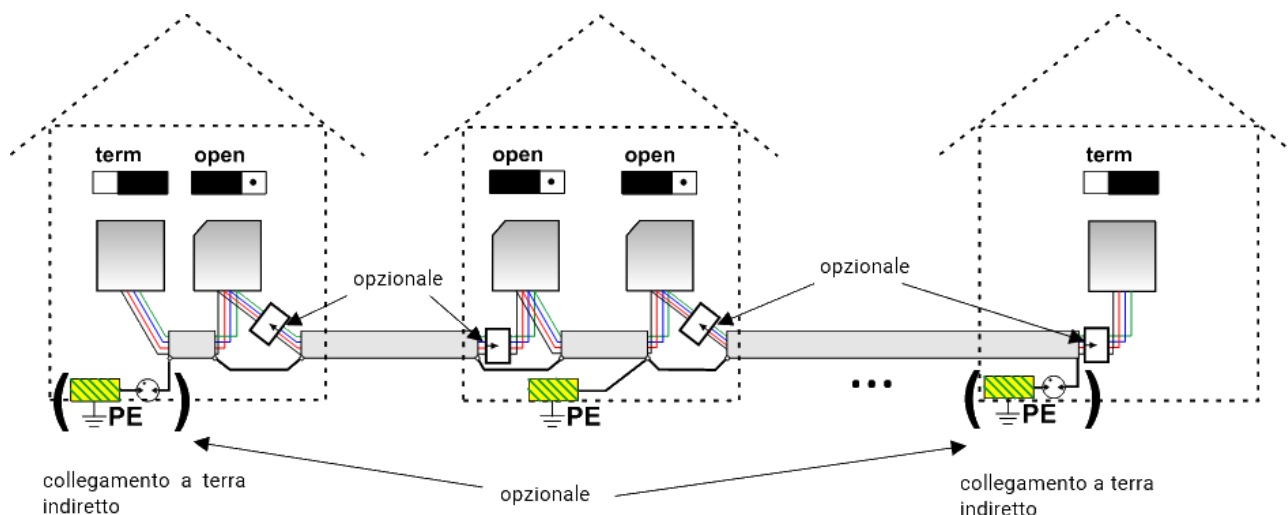 term
open
open
open
term
opzionale
opzionale
PE
PE
PE
collegamento a terra
indiretto
opzionale
collegamento a terra
indiretto